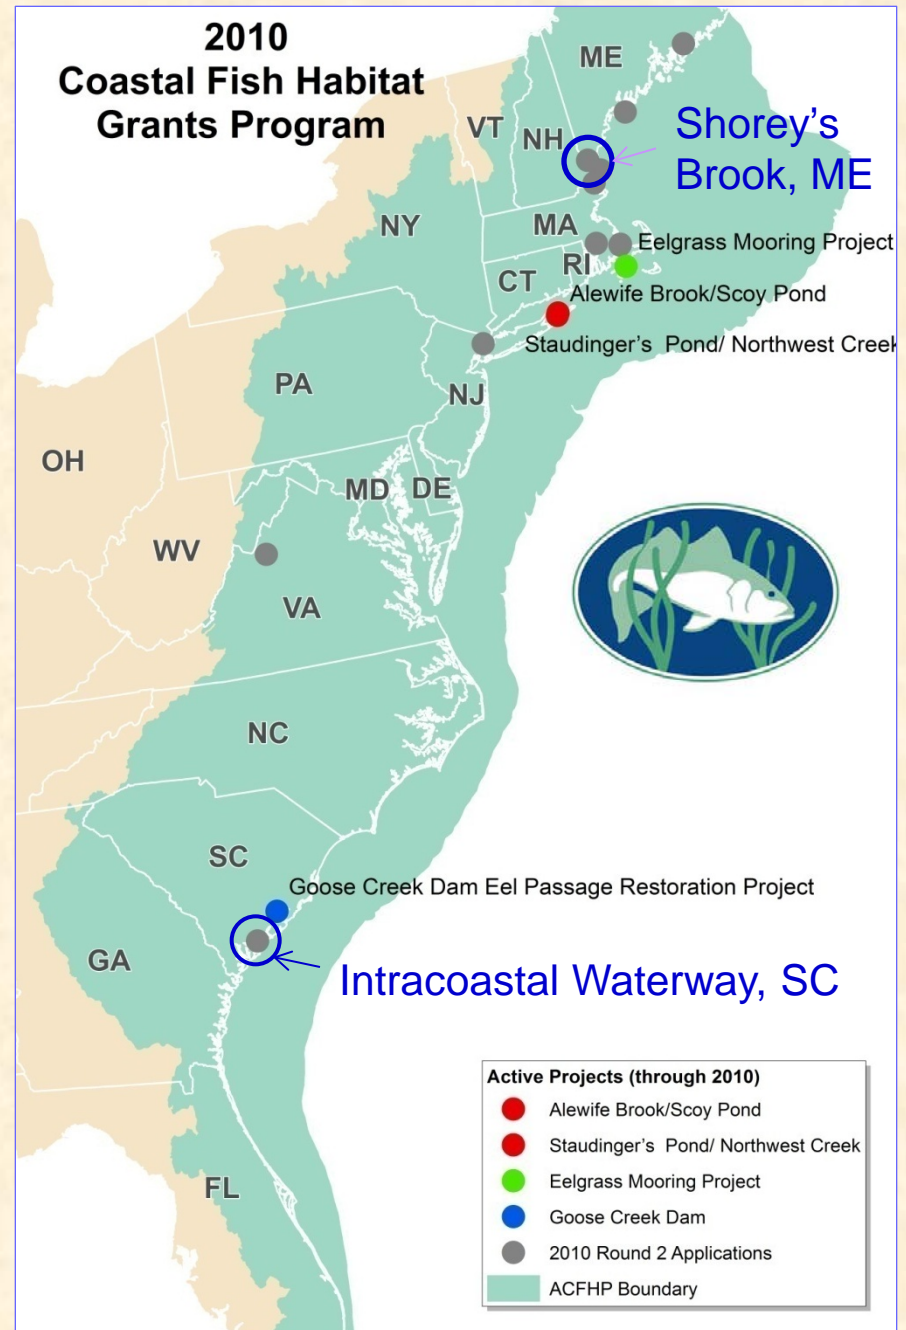 2010
Coastal Fish Habitat
Grants Program
ME
VT
NH
Shorey's
Brook, ME
NY
MA
Eelgrass Mooring Project
RI
CT
Alewife Brook/Scoy Pond
Staudinger's Pond/ Northwest Creek
PA
NJ
OH
MD
DE
WV
VA
NC
SC
Goose Creek Dam Eel Passage Restoration Project
GA
Intracoastal Waterway, SC
Active Projects (through 2010)
Alewife Brook/Scoy Pond
Staudinger's Pond/ Northwest Creek
Eelgrass Mooring Project
FL
Goose Creek Dam
2010 Round 2 Applications
ACFHP Boundary